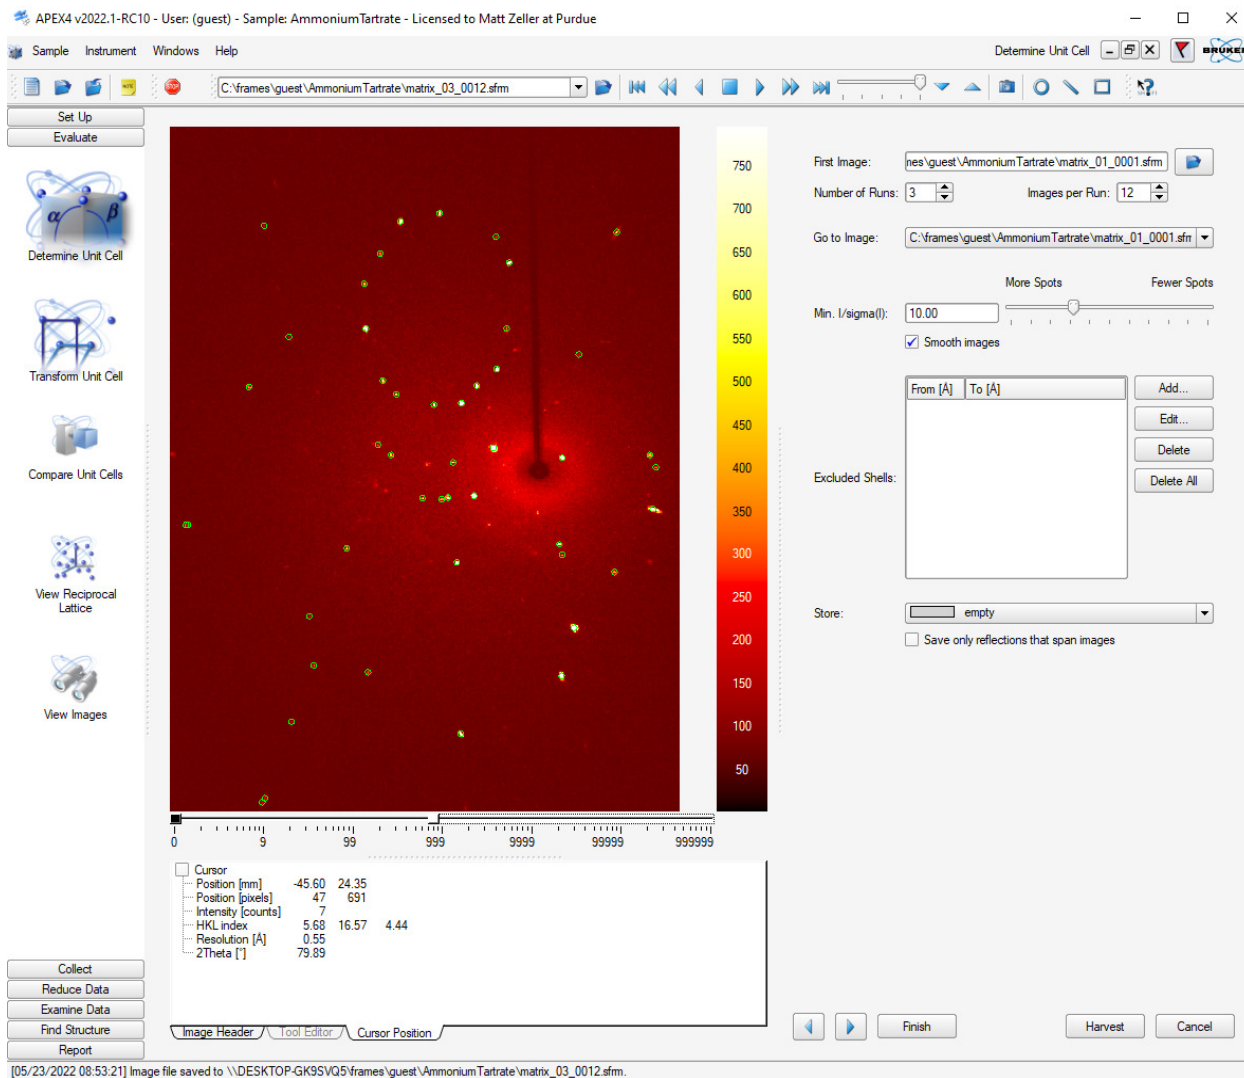 APEX4 v2022.1-RC10 - User: (guest) - Sample: AmmoniumTartrate - Licensed to Matt Zeller at Purdue
Sample Instrument Windows Help Determine Unit Cell BRUKER
NOTE STOP C:\frames\guest\AmmoniumTartrate\matrix_03_0012.sfrm
Set Up
Evaluate
α β
Determine Unit Cell
Transform Unit Cell
Compare Unit Cells
View Reciprocal
Lattice
View Images
Collect
Reduce Data
Examine Data
Find Structure
Report
750
700
650
600
550
500
450
400
350
300
250
200
150
100
50
0 9 99 999 9999 99999 999999
Cursor
Position [mm] -45.60 24.35
Position [pixels] 47 691
Intensity [counts] 7
HKL index 5.68 16.57 4.44
Resolution [Å] 0.55
2Theta [°] 79.89
Image Header Tool Editor Cursor Position
First Image: nes\guest\AmmoniumTartrate\matrix_01_0001.sfrm
Number of Runs: 3 Images per Run: 12
Go to Image: C:\frames\guest\AmmoniumTartrate\matrix_01_0001.sfrm
More Spots Fewer Spots
Min. I/sigma(I): 10.00
Smooth images
From [Å] To [Å]
Add...
Edit...
Delete
Delete All
Excluded Shells:
Store: empty
Save only reflections that span images
Finish Harvest Cancel
[05/23/2022 08:53:21] Image file saved to \\DESKTOP-GK9SVQ5\frames\guest\AmmoniumTartrate\matrix_03_0012.sfrm.